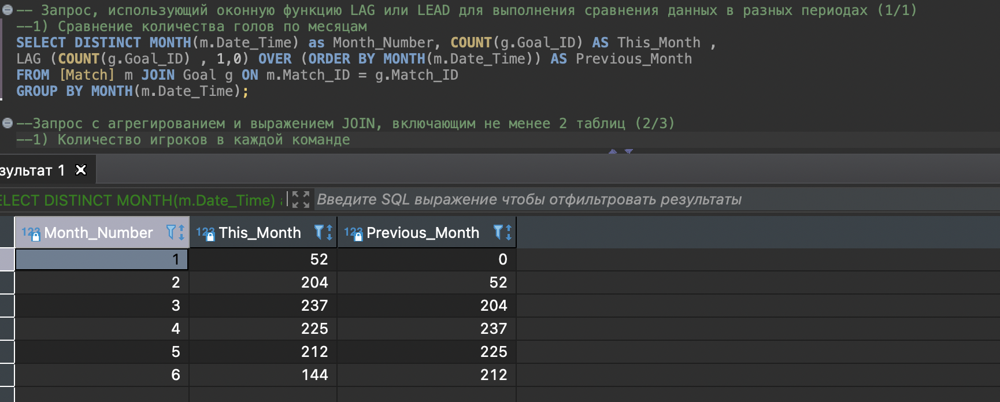 -- Запрос, использующий оконную функцию LAG или LEAD для выполнения сравнения данных в разных периодах (1/1)
--1) Сравнение количества голов по месяцам
SELECT DISTINCT MONTH(m.Date_Time) as Month_Number, COUNT(g.Goal_ID) AS This_Month ,
LAG (COUNT(g.Goal_ID) , 1,0) OVER (ORDER BY MONTH(m.Date_Time)) AS Previous_Month
FROM [Match] m JOIN Goal g ON m.Match_ID = g.Match_ID
GROUP BY MONTH(m.Date_Time);
--Запрос с агрегированием и выражением JOIN, включающим не менее 2 таблиц (2/3)
--1) Количество игроков в каждой команде
зультат 1
ELECT DISTINCT MONTH(m.Date_Time) a Введите SQL выражение чтобы отфильтровать результаты
123 Month_Number 123 This_Month 123 Previous_Month
1 52 0
2 204 52
3 237 204
4 225 237
5 212 225
6 144 212